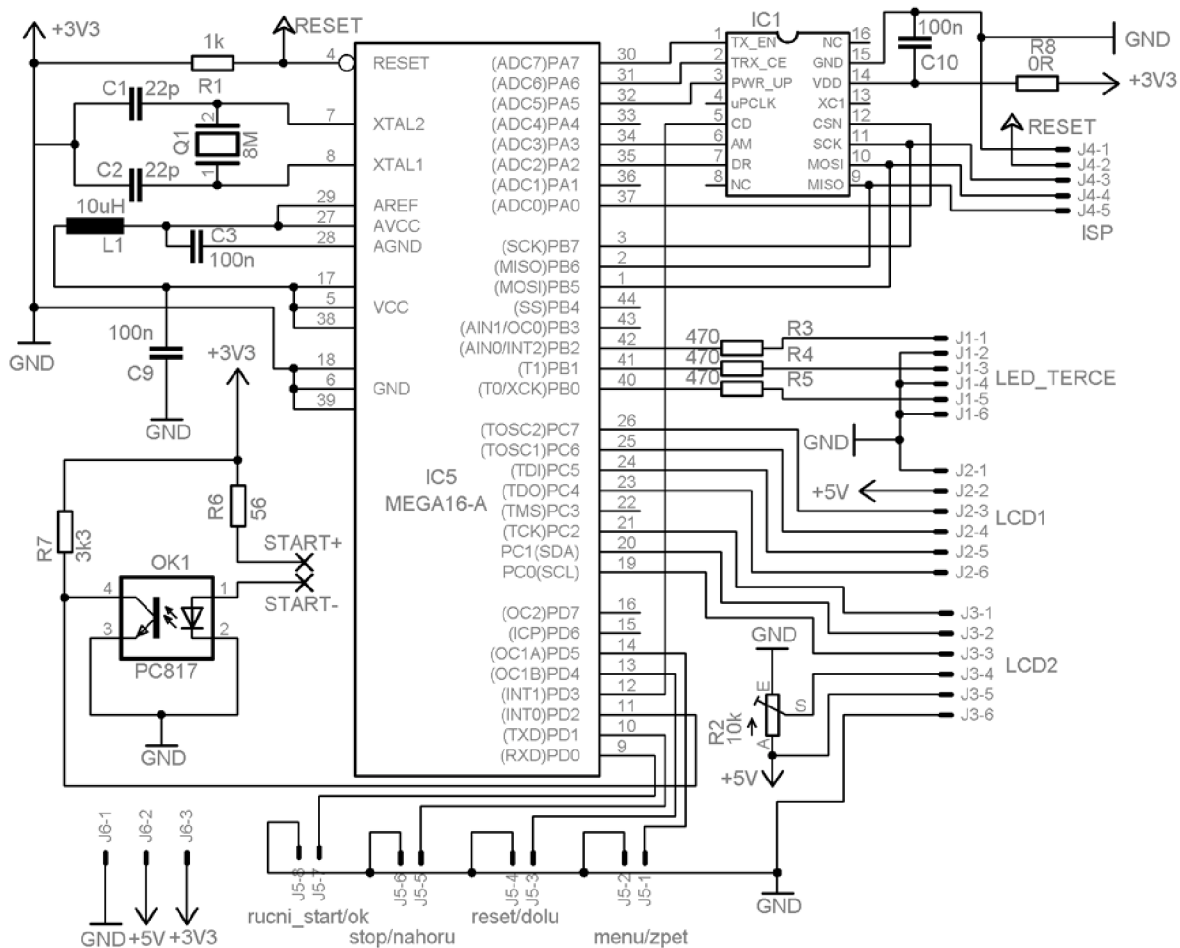 +3V3
RESET
1k
R1
4
RESET
C1 22p
2
Q1
8M
1
7
XTAL2
8
XTAL1
C2 22p
10uH
L1
29
AREF
27
AVCC
28
AGND
C3
100n
17
5
VCC
38
GND
100n
C9
GND
+3V3
18
6
GND
39
IC5
MEGA16-A
R6
56
R7
3k3
START+
START-
OK1
4
1
3
2
PC817
GND
(ADC7)PA7 30
(ADC6)PA6 31
(ADC5)PA5 32
(ADC4)PA4 33
(ADC3)PA3 34
(ADC2)PA2 35
(ADC1)PA1 36
(ADC0)PA0 37
(SCK)PB7 3
(MISO)PB6 2
(MOSI)PB5 1
(SS)PB4 44
(AIN1/OC0)PB3 43
(AIN0/INT2)PB2 42
(T1)PB1 41
(T0/XCK)PB0 40
(TOSC2)PC7 26
(TOSC1)PC6 25
(TDI)PC5 24
(TDO)PC4 23
(TMS)PC3 22
(TCK)PC2 21
PC1(SDA) 20
PC0(SCL) 19
(OC2)PD7 16
(ICP)PD6 15
(OC1A)PD5 14
(OC1B)PD4 13
(INT1)PD3 12
(INT0)PD2 11
(TXD)PD1 10
(RXD)PD0 9
IC1
1 TX_EN NC 16
2 TRX_CE GND 15
3 PWR_UP VDD 14
4 uPCLK XC1 13
5 CD CSN 12
6 AM SCK 11
7 DR MOSI 10
8 NC MISO 9
100n
C10
GND
R8
0R
+3V3
RESET
J4-1
J4-2
J4-3
J4-4
J4-5
ISP
470 R3
470 R4
470 R5
J1-1
J1-2
J1-3
J1-4
J1-5
J1-6
LED_TERCE
GND
+5V
J2-1
J2-2
J2-3
J2-4
J2-5
J2-6
LCD1
J3-1
J3-2
J3-3
J3-4
J3-5
J3-6
LCD2
GND
E
S
A
R2
10k
+5V
J6-1
J6-2
J6-3
GND +5V +3V3
J5-8
J5-7
J5-6
J5-5
J5-4
J5-3
J5-2
J5-1
rucni_start/ok
stop/nahoru
reset/dolu
menu/zpet
GND